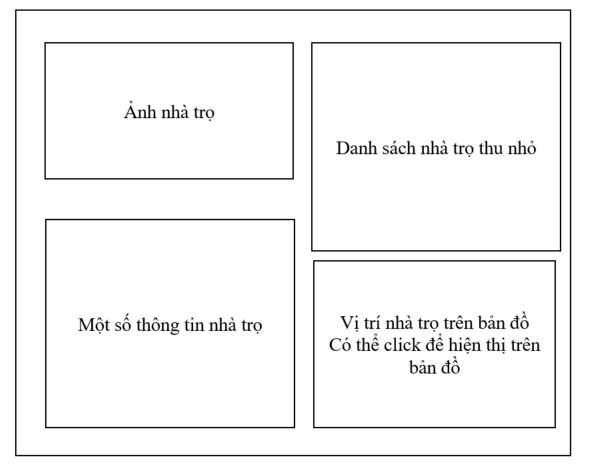 Ảnh nhà trọ
Danh sách nhà trọ thu nhỏ
Một số thông tin nhà trọ
Vị trí nhà trọ trên bản đồ
Có thể click để hiện thị trên
bản đồ